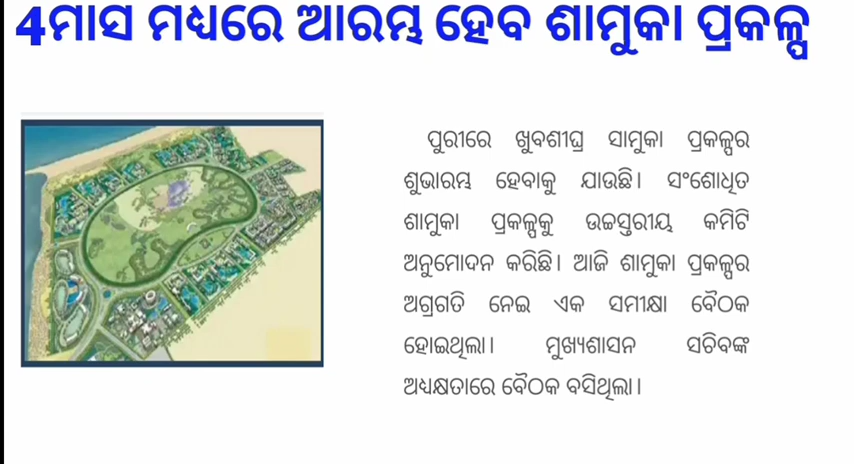 4ମାସ ମଧ୍ୟରେ ଆରମ୍ଭ ହେବ ଶାମୁକା ପ୍ରକଳ୍ପ
ପୁରୀରେ ଖୁବଶୀଘ୍ର ସାମୁକା ପ୍ରକଳ୍ପର
ଶୁଭାରମ୍ଭ ହେବାକୁ ଯାଉଛି। ସଂଶୋଧିତ
ଶାମୁକା ପ୍ରକଳ୍ପକୁ ଉଚ୍ଚସ୍ତରୀୟ କମିଟି
ଅନୁମୋଦନ କରିଛି। ଆଜି ଶାମୁକା ପ୍ରକଳ୍ପର
ଅଗ୍ରଗତି ନେଇ ଏକ ସମୀକ୍ଷା ବୈଠକ
ହୋଇଥିଲା। ମୁଖ୍ୟଶାସନ ସଚିବଙ୍କ
ଅଧ୍ୟକ୍ଷତାରେ ବୈଠକ ବସିଥିଲା।